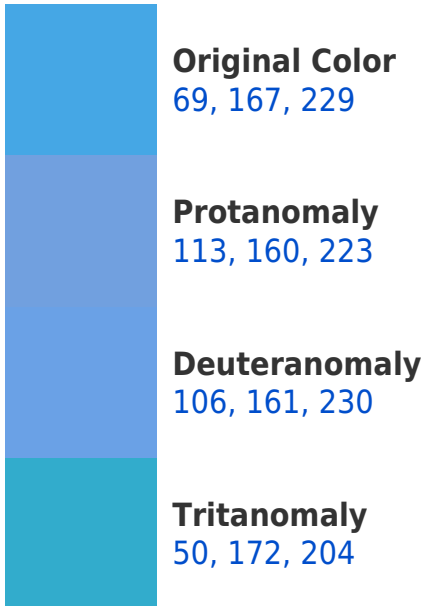 Original Color
69, 167, 229
Protanomaly
113, 160, 223
Deuteranomaly
106, 161, 230
Tritanomaly
50, 172, 204